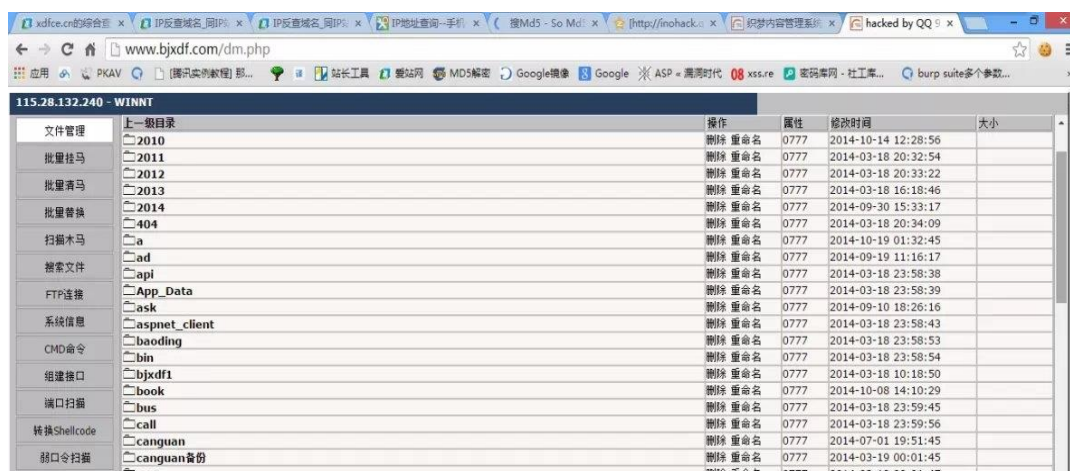 xdfce.cn的综合查
IP反查域名_同IP
IP反查域名_同IP
IP地址查询--手机
搜Md5 - So Md
[http://inohack.c
织梦内容管理系统
hacked by QQ 9
www.bjxdf.com/dm.php
应用 PKAV [腾讯实例教程] 那... 站长工具 爱站网 MD5解密 Google镜像 Google ASP « 漏洞时代 xss.re 密码库网 - 社工库... burp suite多个参数...
115.28.132.240 - WINNT
文件管理
批量挂马
批量清马
批量替换
扫描木马
搜索文件
FTP连接
系统信息
CMD命令
组建接口
端口扫描
转换Shellcode
弱口令扫描
上一级目录 操作 属性 修改时间 大小
2010 删除 重命名 0777 2014-10-14 12:28:56
2011 删除 重命名 0777 2014-03-18 20:32:54
2012 删除 重命名 0777 2014-03-18 20:33:22
2013 删除 重命名 0777 2014-03-18 16:18:46
2014 删除 重命名 0777 2014-09-30 15:33:17
404 删除 重命名 0777 2014-03-18 20:34:09
a 删除 重命名 0777 2014-10-19 01:32:45
ad 删除 重命名 0777 2014-09-19 11:16:17
api 删除 重命名 0777 2014-03-18 23:58:38
App_Data 删除 重命名 0777 2014-03-18 23:58:39
ask 删除 重命名 0777 2014-09-10 18:26:16
aspnet_client 删除 重命名 0777 2014-03-18 23:58:43
baoding 删除 重命名 0777 2014-03-18 23:58:53
bin 删除 重命名 0777 2014-03-18 23:58:54
bjxdf1 删除 重命名 0777 2014-03-18 10:18:50
book 删除 重命名 0777 2014-10-08 14:10:29
bus 删除 重命名 0777 2014-03-18 23:59:45
call 删除 重命名 0777 2014-03-18 23:59:56
canguan 删除 重命名 0777 2014-07-01 19:51:45
canguan备份 删除 重命名 0777 2014-03-19 00:01:45